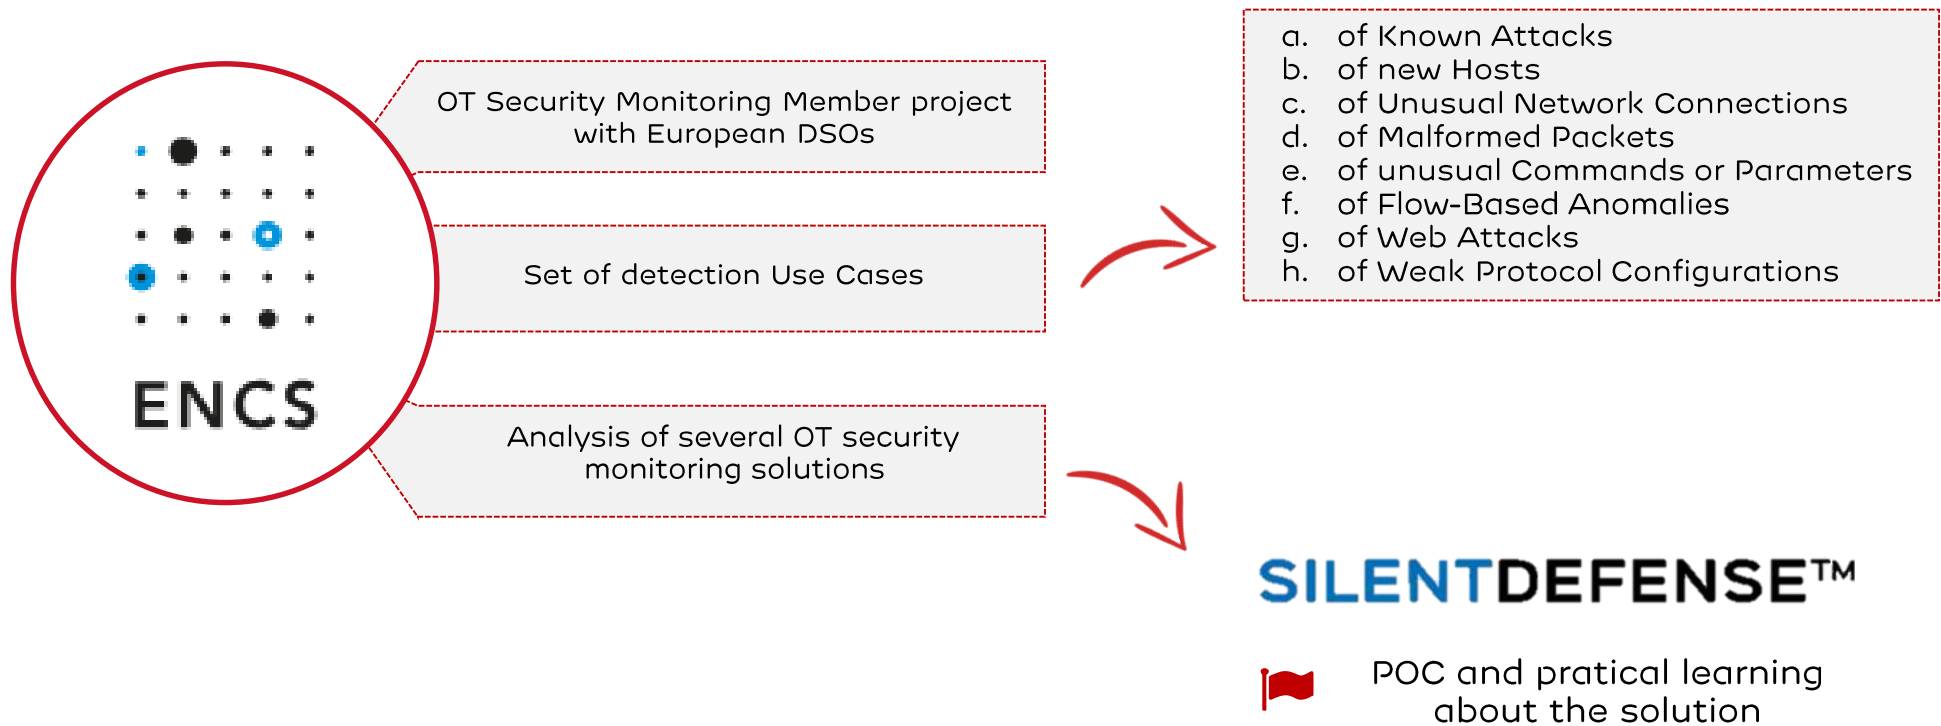 ENCS
OT Security Monitoring Member project
with European DSOs
Set of detection Use Cases
Analysis of several OT security
monitoring solutions
a. of Known Attacks
b. of new Hosts
c. of Unusual Network Connections
d. of Malformed Packets
e. of unusual Commands or Parameters
f. of Flow-Based Anomalies
g. of Web Attacks
h. of Weak Protocol Configurations
SILENTDEFENSE™
POC and pratical learning
about the solution